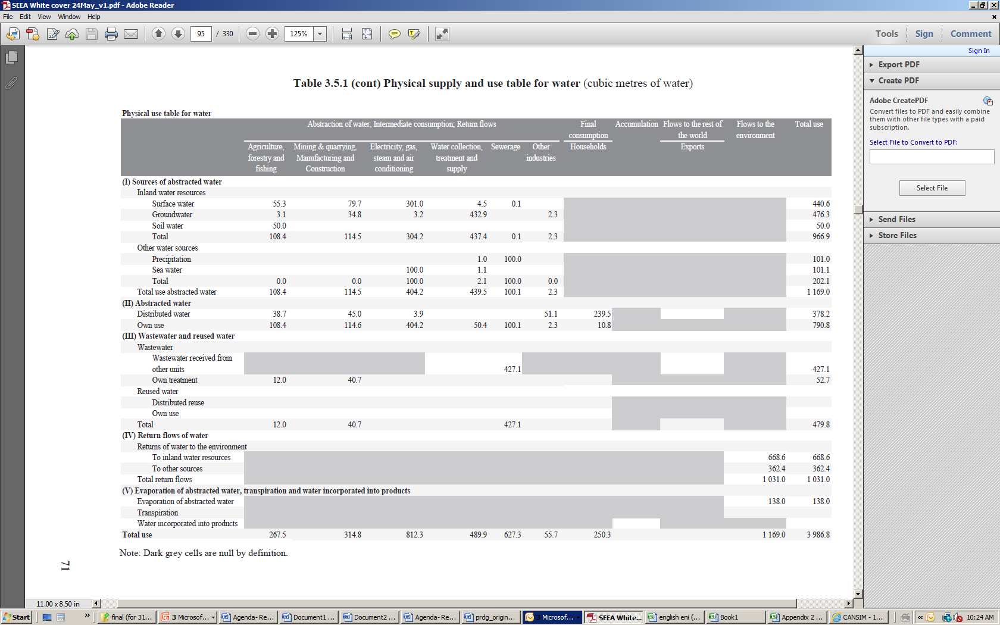 SEEA White cover 24May_v1.pdf - Adobe Reader
File Edit View Window Help
95 / 330 125% Tools Sign Comment
Sign In
Export PDF
Create PDF
Adobe CreatePDF
Convert files to PDF and easily combine
them with other file types with a paid
subscription.
Select File to Convert to PDF:
Select File
Send Files
Store Files
Table 3.5.1 (cont) Physical supply and use table for water (cubic metres of water)
Physical use table for water
Abstraction of water; Intermediate consumption; Return flows Final Accumulation Flows to the rest of Flows to the Total use
consumption the world environment
Agriculture, Mining & quarrying, Electricity, gas, Water collection, Sewerage Other Households Exports
forestry and Manufacturing and steam and air treatment and industries
fishing Construction conditioning supply
(I) Sources of abstracted water
Inland water resources
Surface water 55.3 79.7 301.0 4.5 0.1 440.6
Groundwater 3.1 34.8 3.2 432.9 2.3 476.3
Soil water 50.0 50.0
Total 108.4 114.5 304.2 437.4 0.1 2.3 966.9
Other water sources
Precipitation 1.0 100.0 101.0
Sea water 100.0 1.1 101.1
Total 0.0 0.0 100.0 2.1 100.0 0.0 202.1
Total use abstracted water 108.4 114.5 404.2 439.5 100.1 2.3 1 169.0
(II) Abstracted water
Distributed water 38.7 45.0 3.9 51.1 239.5 378.2
Own use 108.4 114.6 404.2 50.4 100.1 2.3 10.8 790.8
(III) Wastewater and reused water
Wastewater
Wastewater received from
other units 427.1 427.1
Own treatment 12.0 40.7 52.7
Reused water
Distributed reuse
Own use
Total 12.0 40.7 427.1 479.8
(IV) Return flows of water
Returns of water to the environment
To inland water resources 668.6 668.6
To other sources 362.4 362.4
Total return flows 1 031.0 1 031.0
(V) Evaporation of abstracted water, transpiration and water incorporated into products
Evaporation of abstracted water 138.0 138.0
Transpiration
Water incorporated into products
Total use 267.5 314.8 812.3 489.9 627.3 55.7 250.3 1 169.0 3 986.8
Note: Dark grey cells are null by definition.
71
11.00 x 8.50 in
Start » final (for 31... 3 Microsof... Agenda- Re... Document1 ... Document2 ... Agenda- Re... prdg_origin... 3 Microsof... SEEA White... english eni (... Book1 Appendix 2 ... CANSIM - 1... « 10:24 AM